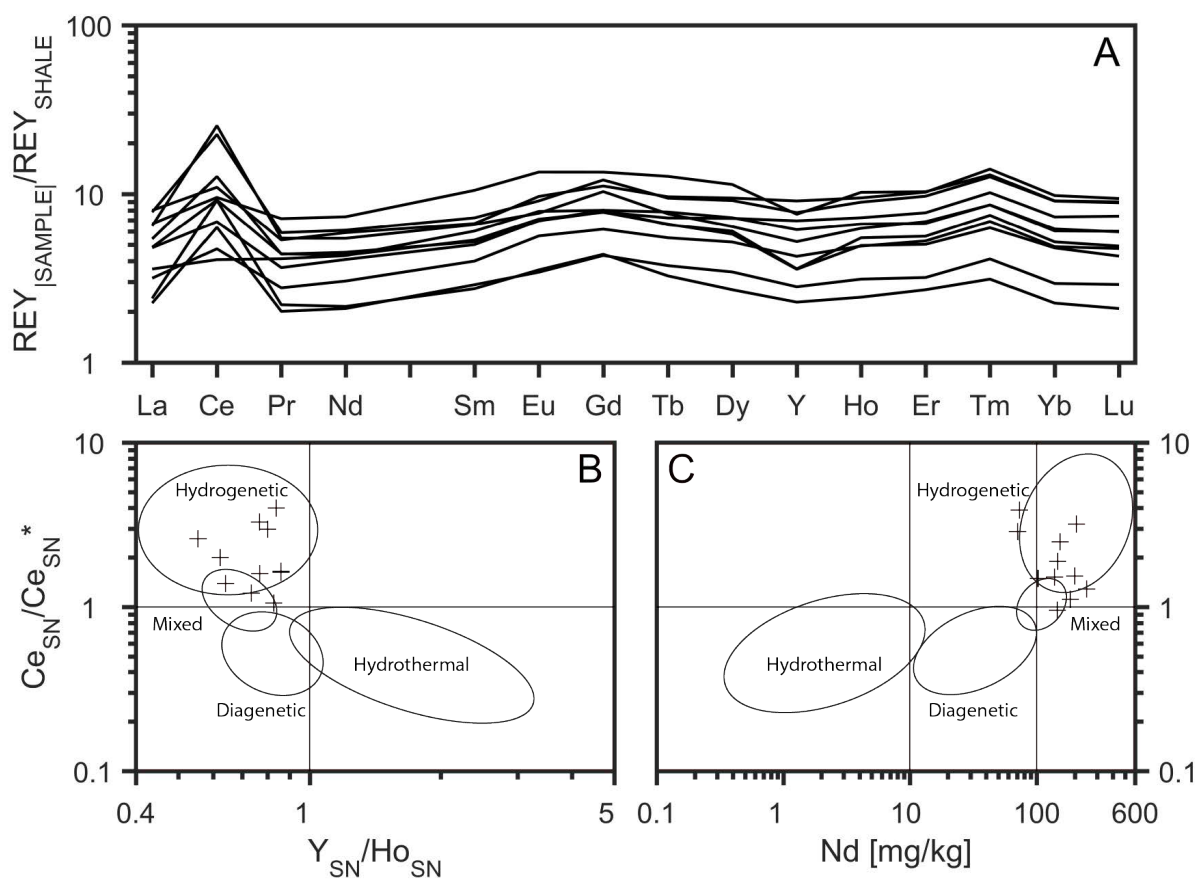 REY|SAMPLE|/REYSHALE
100
10
1
A
La Ce Pr Nd Sm Eu Gd Tb Dy Y Ho Er Tm Yb Lu
CeSN/CeSN*
10
1
0.1
B
Hydrogenetic
Mixed
Diagenetic
Hydrothermal
0.4 1 5
YSN/HoSN
C
Hydrogenetic
Mixed
Hydrothermal
Diagenetic
10
1
0.1
0.1 1 10 100 600
Nd [mg/kg]